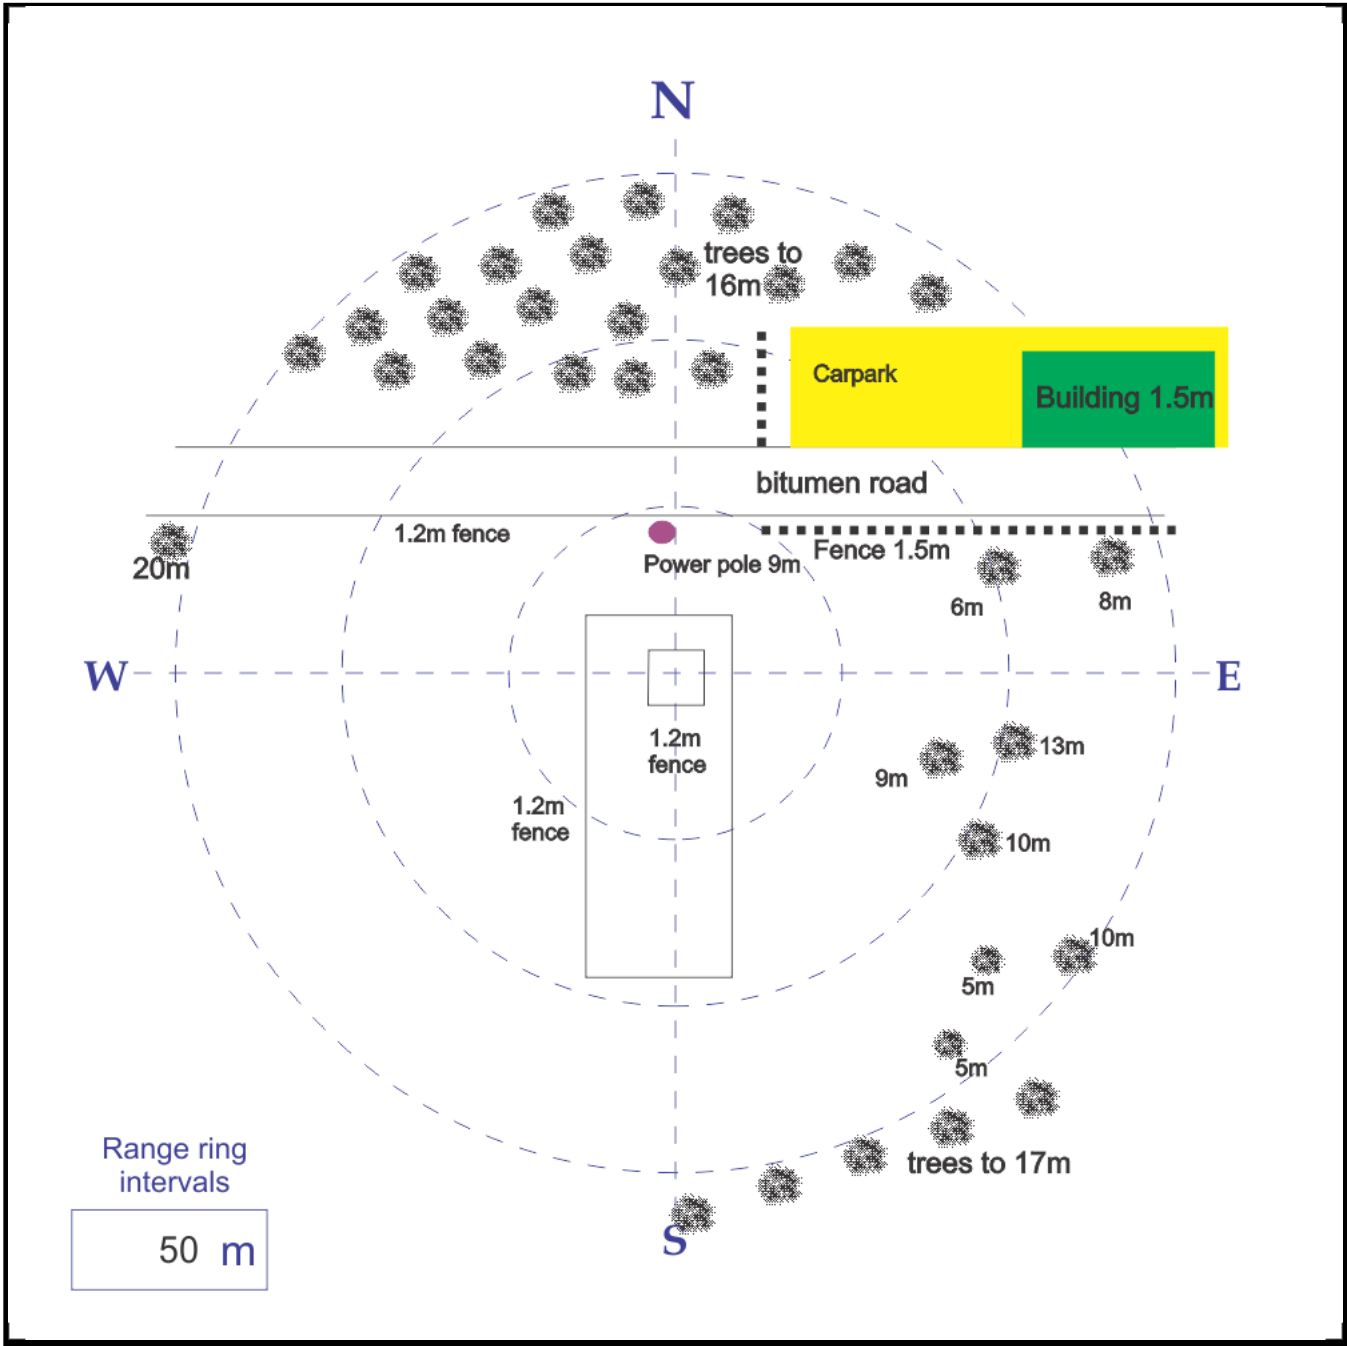 N
trees to
16m
Carpark
Building 1.5m
bitumen road
1.2m fence
Fence 1.5m
Power pole 9m
20m
6m
8m
W
E
1.2m
fence
13m
9m
1.2m
fence
10m
10m
5m
5m
trees to 17m
Range ring
intervals
50 m
S